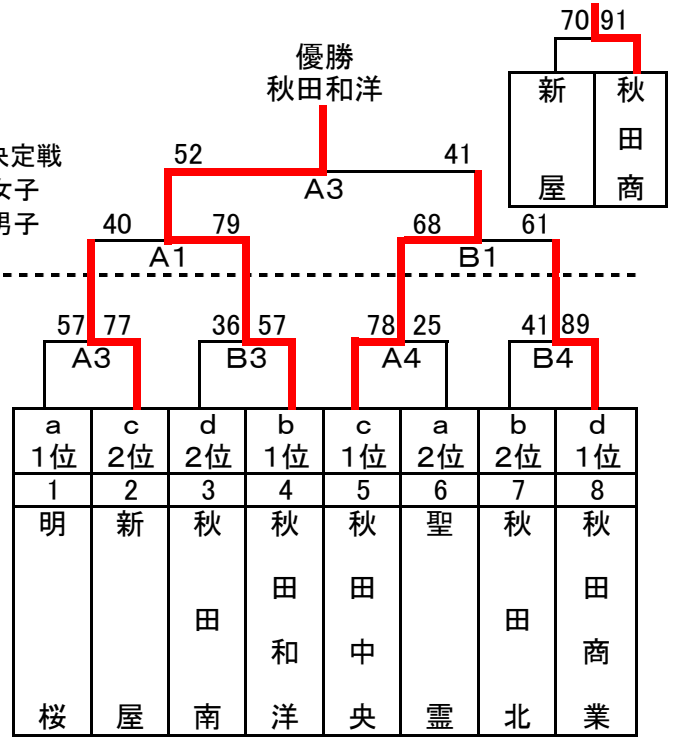 70 91
新屋 秋田商
優勝
秋田和洋
決定戦
女子
男子
52 41
A3
40 79 68 61
A1 B1
57 77 36 57 78 25 41 89
A3 B3 A4 B4
a c d b c a b d
1位 2位 2位 1位 1位 2位 2位 1位
1 2 3 4 5 6 7 8
明桜 新屋 秋田南 秋田和洋 秋田中央 聖霊 秋田北 秋田商業